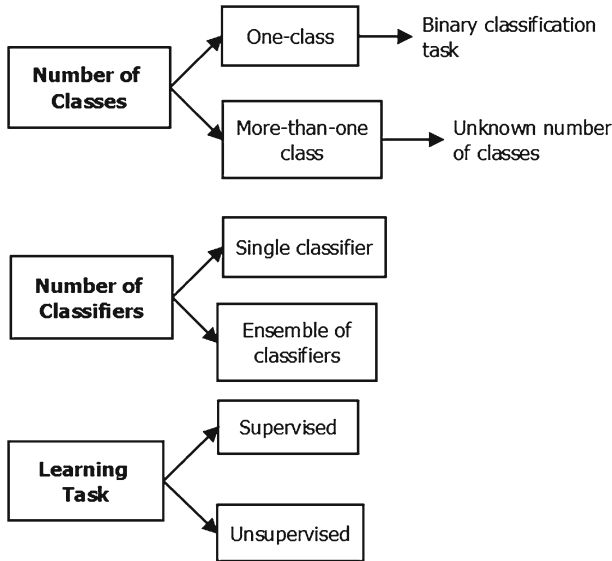 One-class
Binary classification
task
Number of
Classes
More-than-one
class
Unknown number
of classes
Single classifier
Number of
Classifiers
Ensemble of
classifiers
Supervised
Learning
Task
Unsupervised